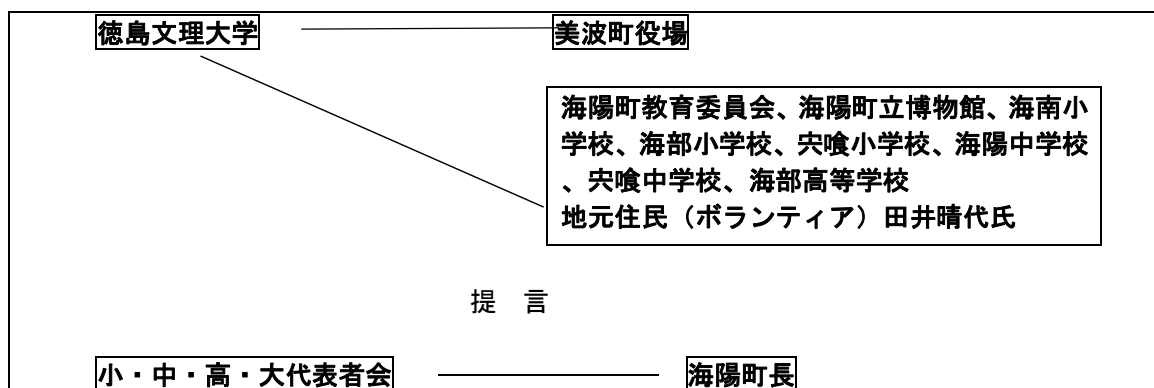 徳島文理大学
美波町役場
海陽町教育委員会、海陽町立博物館、海南小
学校、海部小学校、宍喰小学校、海陽中学校
、宍喰中学校、海部高等学校
地元住民（ボランティア）田井晴代氏
提　言
小・中・高・大代表者会
海陽町長